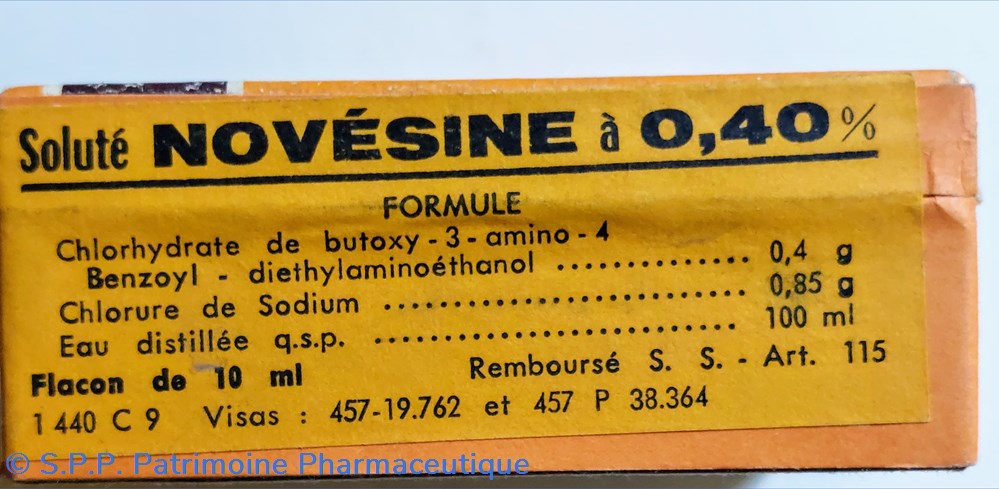 Soluté NOVÉSINE à 0,40 %
FORMULE
Chlorhydrate de butoxy - 3 - amino - 4
Benzoyl - diethylaminoéthanol .............. 0,4 g
Chlorure de Sodium ........................... 0,85 g
Eau distillée q.s.p. ........................... 100 ml
Flacon de 10 ml Remboursé S. S. - Art. 115
1 440 C 9 Visas : 457-19.762 et 457 P 38.364
© S.P.P. Patrimoine Pharmaceutique